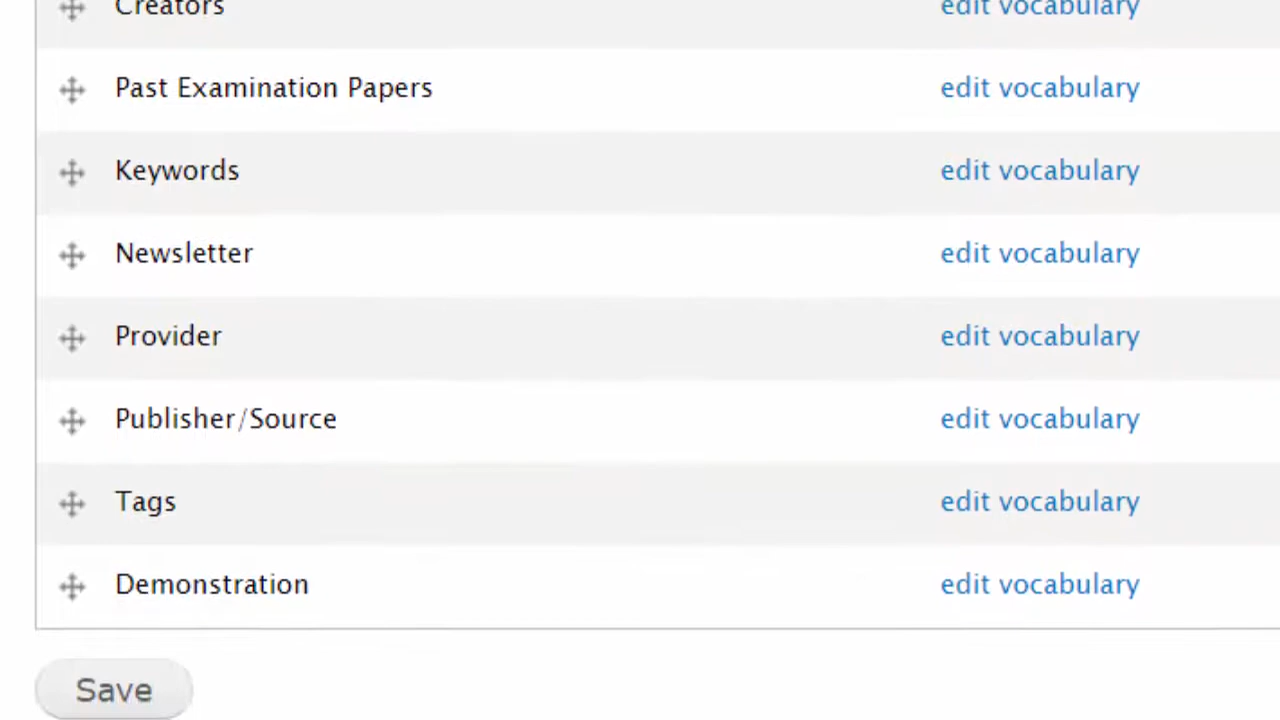 Creators edit vocabulary
Past Examination Papers edit vocabulary
Keywords edit vocabulary
Newsletter edit vocabulary
Provider edit vocabulary
Publisher/Source edit vocabulary
Tags edit vocabulary
Demonstration edit vocabulary
Save